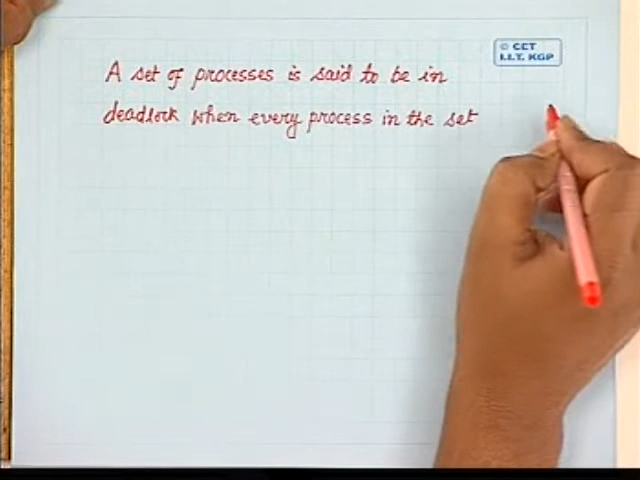 © CET
I.I.T. KGP
A set of processes is said to be in
deadlock when every process in the set